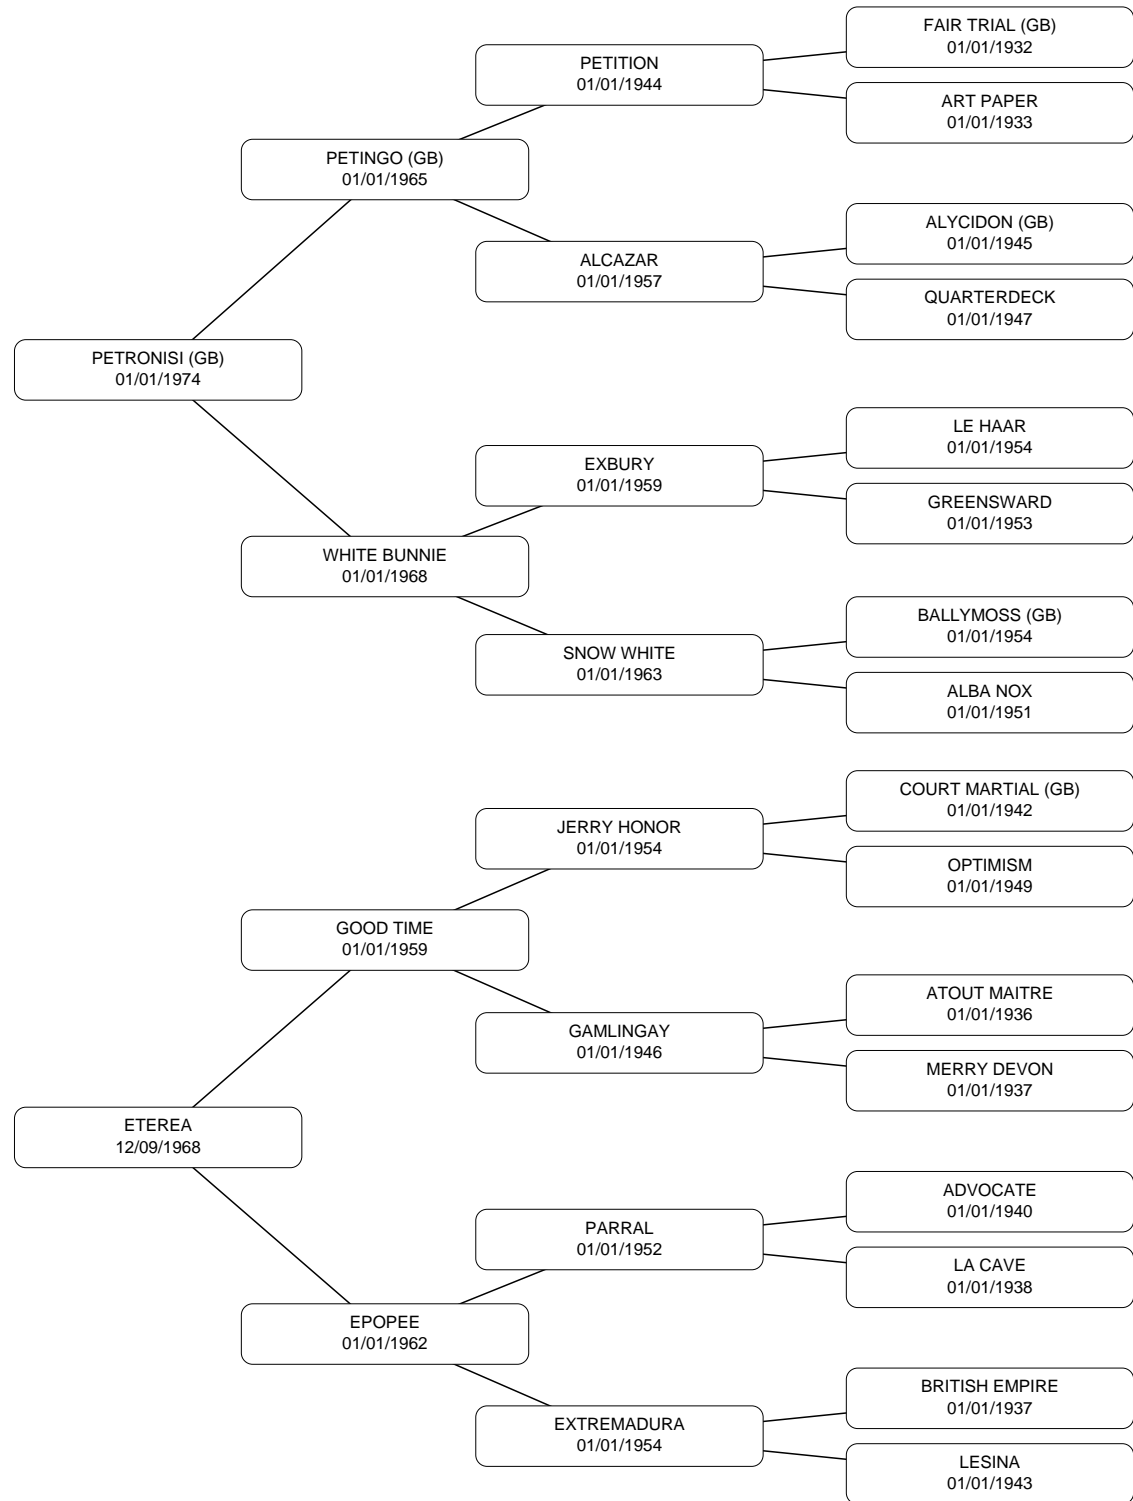 FAIR TRIAL (GB)
01/01/1932
PETITION
01/01/1944
ART PAPER
01/01/1933
PETINGO (GB)
01/01/1965
ALYCIDON (GB)
01/01/1945
ALCAZAR
01/01/1957
QUARTERDECK
01/01/1947
PETRONISI (GB)
01/01/1974
LE HAAR
01/01/1954
EXBURY
01/01/1959
GREENSWARD
01/01/1953
WHITE BUNNIE
01/01/1968
BALLYMOSS (GB)
01/01/1954
SNOW WHITE
01/01/1963
ALBA NOX
01/01/1951
COURT MARTIAL (GB)
01/01/1942
JERRY HONOR
01/01/1954
OPTIMISM
01/01/1949
GOOD TIME
01/01/1959
ATOUT MAITRE
01/01/1936
GAMLINGAY
01/01/1946
MERRY DEVON
01/01/1937
ETEREA
12/09/1968
ADVOCATE
01/01/1940
PARRAL
01/01/1952
LA CAVE
01/01/1938
EPOPEE
01/01/1962
BRITISH EMPIRE
01/01/1937
EXTREMADURA
01/01/1954
LESINA
01/01/1943